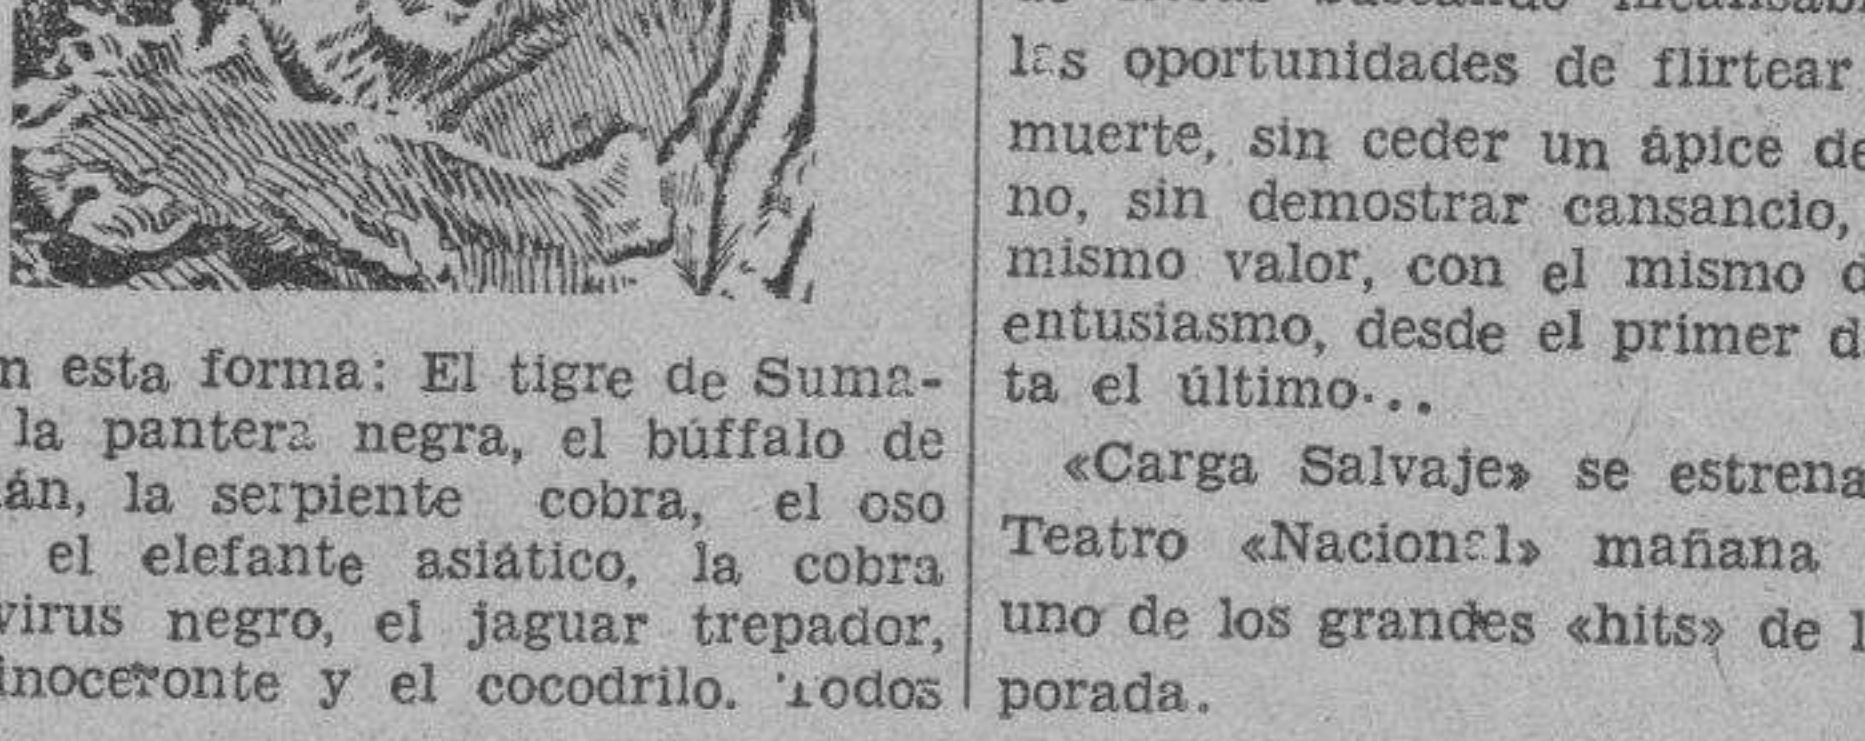 n esta forma: El tigre de Suma-
la pantera negra, el búffalo de
án, la serpiente cobra, el oso
el elefante asiático, la cobra
virus negro, el jaguar trepador,
inoceronte y el cocodrilo. Todos
las oportunidades de flirtear
muerte, sin ceder un ápice de
no, sin demostrar cansancio,
mismo valor, con el mismo d
entusiasmo, desde el primer d
ta el último...
«Carga Salvaje» se estrena
Teatro «Nacional» mañana
uno de los grandes «hits» de l
porada.